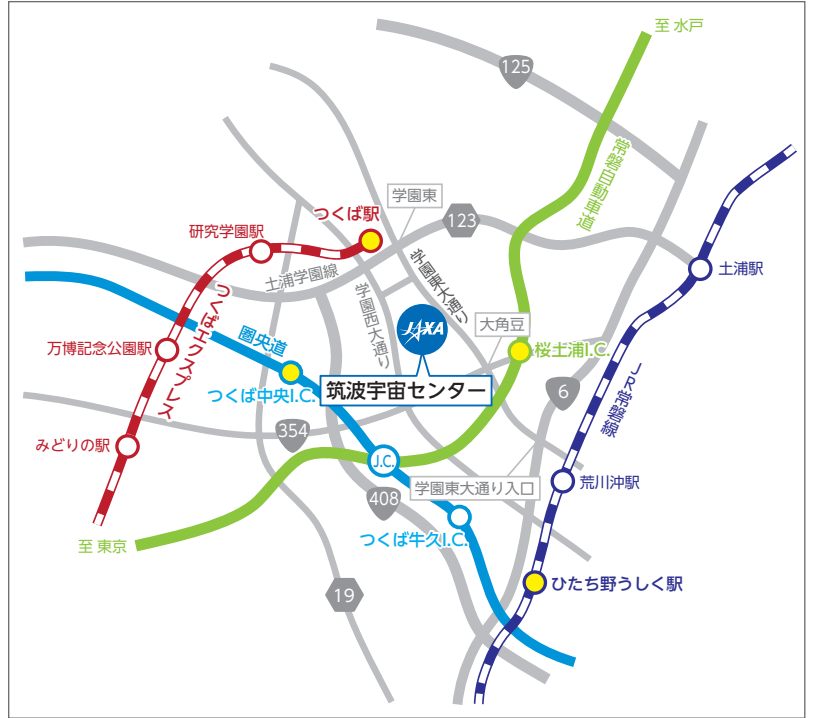 至 水戸
125
常磐自動車道
つくば駅
学園東
123
研究学園駅
土浦学園線
学園東大通り
学園西大通り
土浦駅
つくばエクスプレス
JAXA
大角豆
圏央道
万博記念公園駅
桜土浦I.C.
つくば中央I.C.
筑波宇宙センター
6
JR常磐線
354
みどりの駅
J.C.
学園東大通り入口
荒川沖駅
408
至 東京
つくば牛久I.C.
ひたち野うしく駅
19